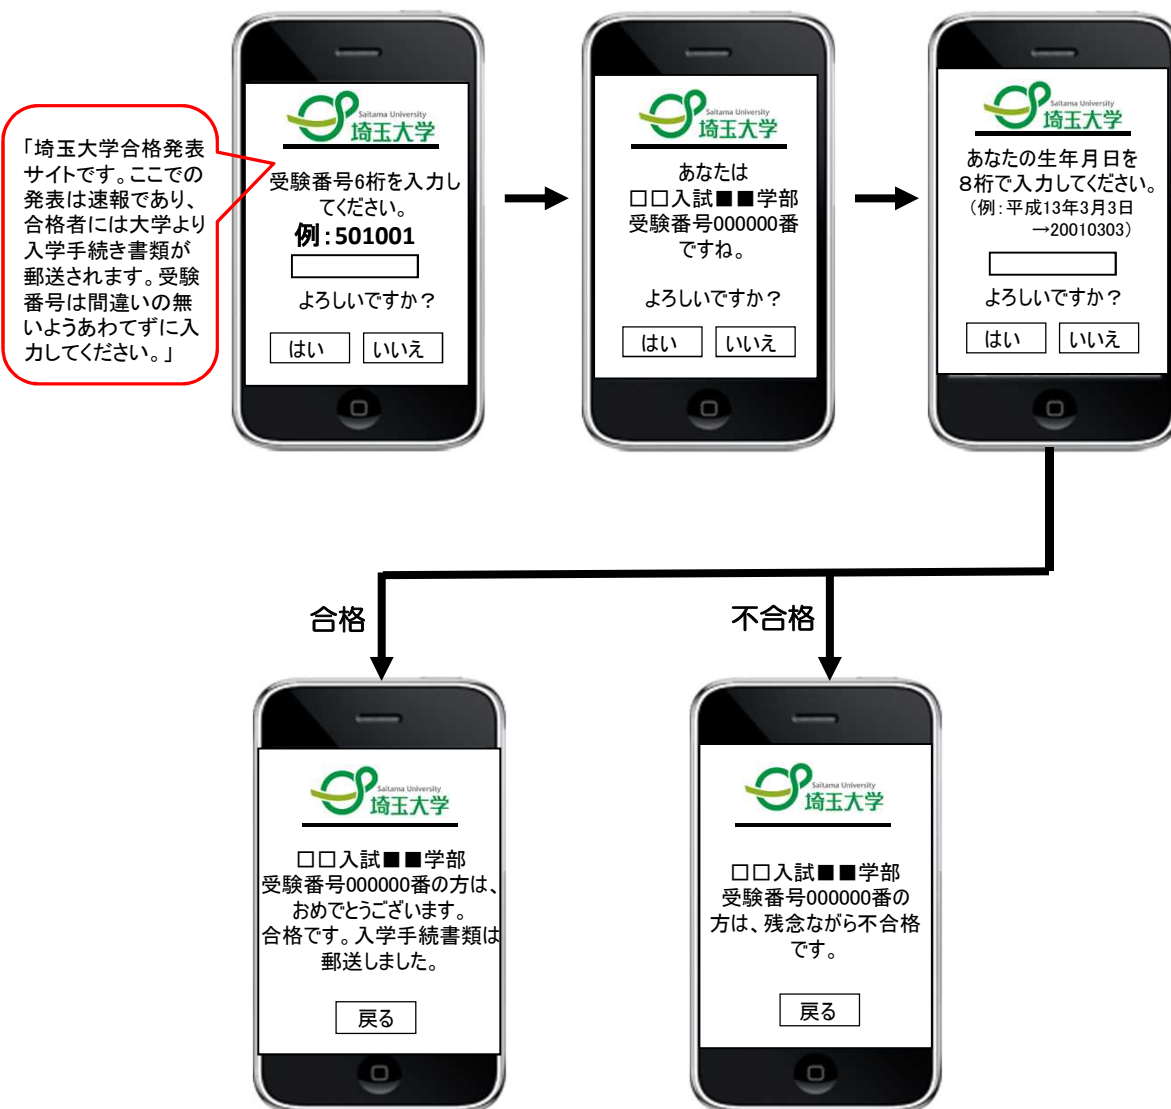 「埼玉大学合格発表
サイトです。ここでの
発表は速報であり、
合格者には大学より
入学手続き書類が
郵送されます。受験
番号は間違いの無
いようあわてずに入
力してください。」
Saitama University
埼玉大学
受験番号6桁を入力し
てください。
例：501001
よろしいですか？
はい いいえ
Saitama University
埼玉大学
あなたは
□□入試■■学部
受験番号000000番
ですね。
よろしいですか？
はい いいえ
Saitama University
埼玉大学
あなたの生年月日を
８桁で入力してください。
（例：平成13年3月3日
→20010303）
よろしいですか？
はい いいえ
合格
不合格
Saitama University
埼玉大学
□□入試■■学部
受験番号000000番の方は、
おめでとうございます。
合格です。入学手続書類は
郵送しました。
戻る
Saitama University
埼玉大学
□□入試■■学部
受験番号000000番の
方は、残念ながら不合格
です。
戻る